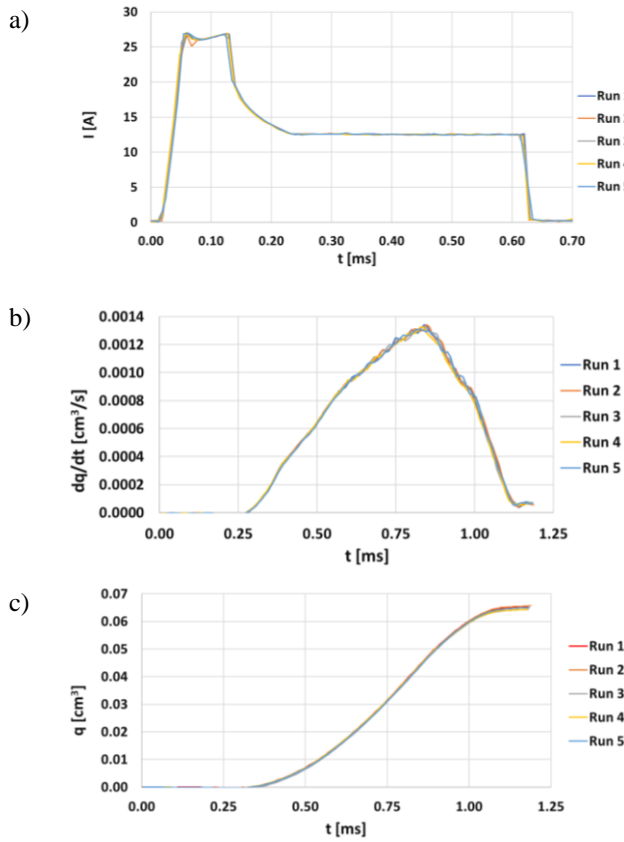 a)
I [A]
30
25
20
15
10
5
0
0.00 0.10 0.20 0.30 0.40 0.50 0.60 0.70
t [ms]
Run
Run
Run
Run
Run
b)
dq/dt [cm³/s]
0.0014
0.0012
0.0010
0.0008
0.0006
0.0004
0.0002
0.0000
0.00 0.25 0.50 0.75 1.00 1.25
t [ms]
Run 1
Run 2
Run 3
Run 4
Run 5
c)
q [cm³]
0.07
0.06
0.05
0.04
0.03
0.02
0.01
0.00
0.00 0.25 0.50 0.75 1.00 1.25
t [ms]
Run 1
Run 2
Run 3
Run 4
Run 5